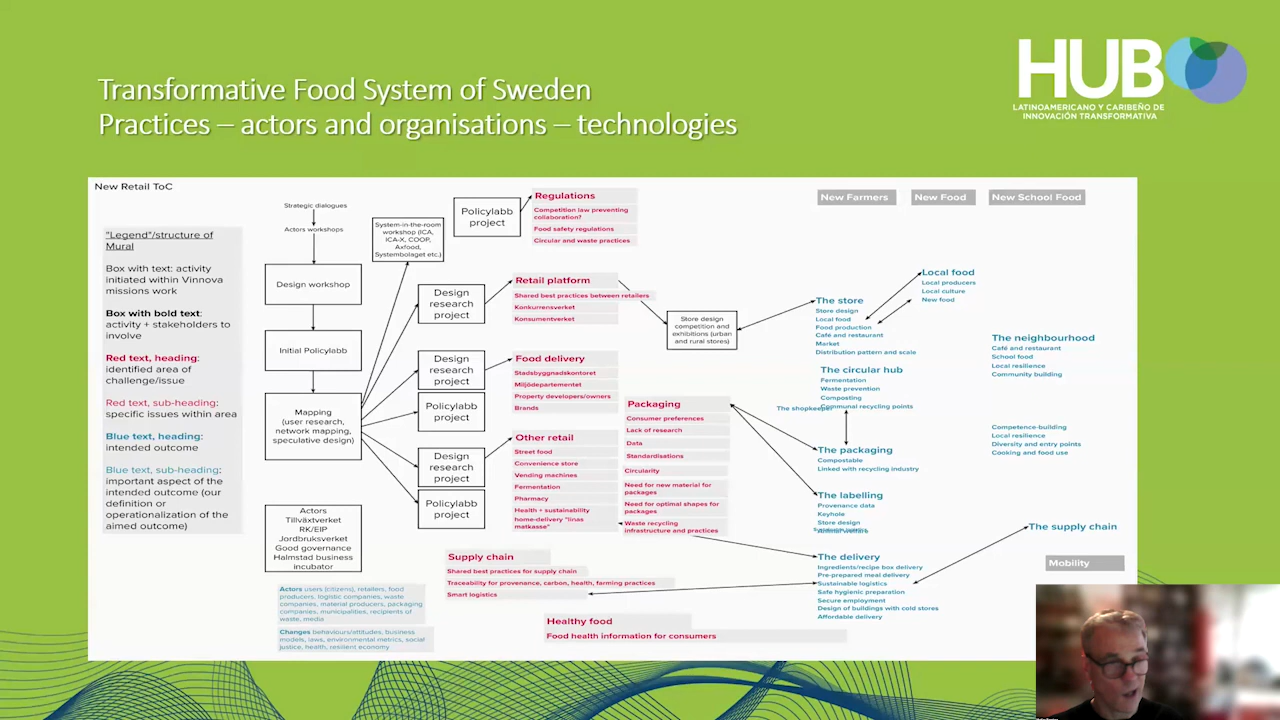 Transformative Food System of Sweden
Practices – actors and organisations – technologies
HUB
LATINOAMERICANO Y CARIBEÑO DE
INNOVACIÓN TRANSFORMATIVA
New Retail ToC
"Legend"/structure of
Mural
Box with text: activity
initiated within Vinnova
missions work
Box with bold text:
activity + stakeholders to
involve
Red text, heading:
identified area of
challenge/issue
Red text, sub-heading:
specific issue within area
Blue text, heading:
intended outcome
Blue text, sub-heading:
important aspect of the
intended outcome (our
definition or
operationalization of the
aimed outcome)
Strategic dialogues
Actors workshops
Design workshop
Initial Policylabb
Mapping
(user research,
network mapping,
speculative design)
Actors
Tillväxtverket
RK/EIP
Jordbruksverket
Good governance
Halmstad business
incubator
Actors users (citizens), retailers, food
producers, logistic companies, waste
companies, material producers, packaging
companies, municipalities, recipients of
waste, media
Changes behaviours/attitudes, business
models, laws, environmental metrics, social
justice, health, resilient economy
System-in-the-room
workshop (ICA,
ICA-X, COOP,
Axfood,
Systembolaget etc.)
Policylabb
project
Design
research
project
Design
research
project
Policylabb
project
Design
research
project
Policylabb
project
Regulations
Competition law preventing
collaboration?
Food safety regulations
Circular and waste practices
Retail platform
Shared best practices between retailers
Konkurrensverket
Konsumentverket
Food delivery
Stadsbyggnadskontoret
Miljödepartementet
Property developers/owners
Brands
Other retail
Street food
Convenience store
Vending machines
Fermentation
Pharmacy
Health + sustainability
home-delivery "linas
matkasse"
Packaging
Consumer preferences
Lack of research
Data
Standardisations
Circularity
Need for new material for
packages
Need for optimal shapes for
packages
Waste recycling
infrastructure and practices
Supply chain
Shared best practices for supply chain
Traceability for provenance, carbon, health, farming practices
Smart logistics
Healthy food
Food health information for consumers
Store design
competition and
exhibitions (urban
and rural stores)
New Farmers
New Food
New School Food
Local food
Local producers
Local culture
New food
The store
Store design
Local food
Food production
Café and restaurant
Market
Distribution pattern and scale
The circular hub
Fermentation
Waste prevention
Composting
Communal recycling points
The shopkeeper
The packaging
Compostable
Linked with recycling industry
The labelling
Provenance data
Keyhole
Store design
Animal welfare
The delivery
Ingredients/recipe box delivery
Pre-prepared meal delivery
Sustainable logistics
Safe hygienic preparation
Secure employment
Design of buildings with cold stores
Affordable delivery
The neighbourhood
Café and restaurant
School food
Local resilience
Community building
Competence-building
Local resilience
Diversity and entry points
Cooking and food use
The supply chain
Mobility